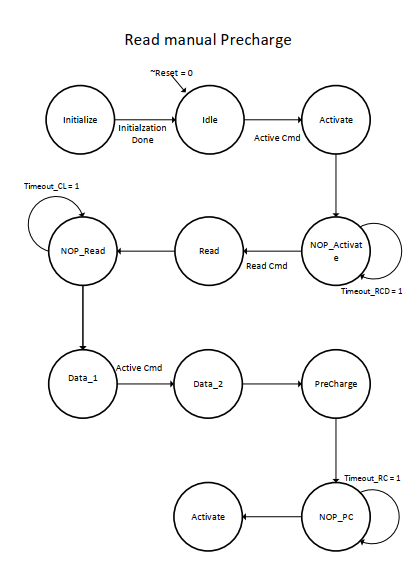 Read manual Precharge
~Reset = 0
Initialize
Initialzation
Done
Idle
Active Cmd
Activate
Timeout_CL = 1
NOP_Read
Read
Read Cmd
NOP_Activat
e
Timeout_RCD = 1
Data_1
Active Cmd
Data_2
PreCharge
Timeout_RC = 1
Activate
NOP_PC